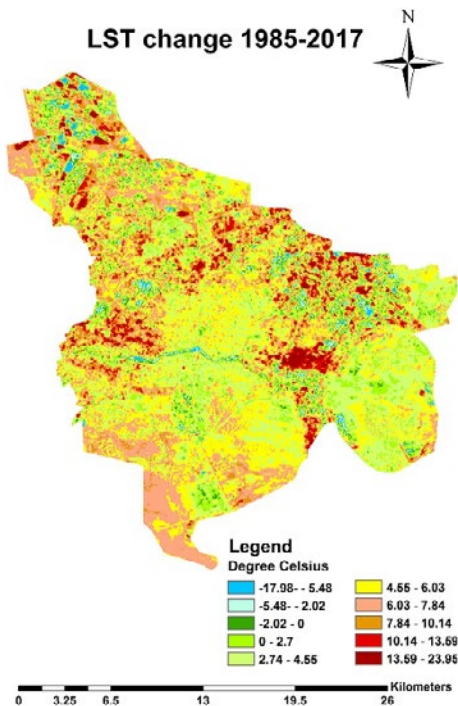 LST change 1985-2017
N
Legend
Degree Celsius
-17.98- - 5.48
-5.48- - 2.02
-2.02 - 0
0 - 2.7
2.74 - 4.55
4.55 - 6.03
6.03 - 7.84
7.84 - 10.14
10.14 - 13.59
13.59 - 23.95
Kilometers
0 3.25 6.5 13 19.5 26